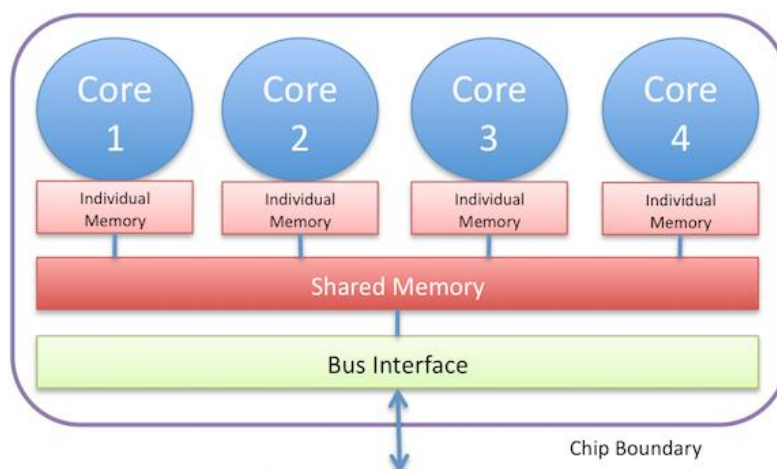 Core 1
Core 2
Core 3
Core 4
Individual Memory
Individual Memory
Individual Memory
Individual Memory
Shared Memory
Bus Interface
Chip Boundary